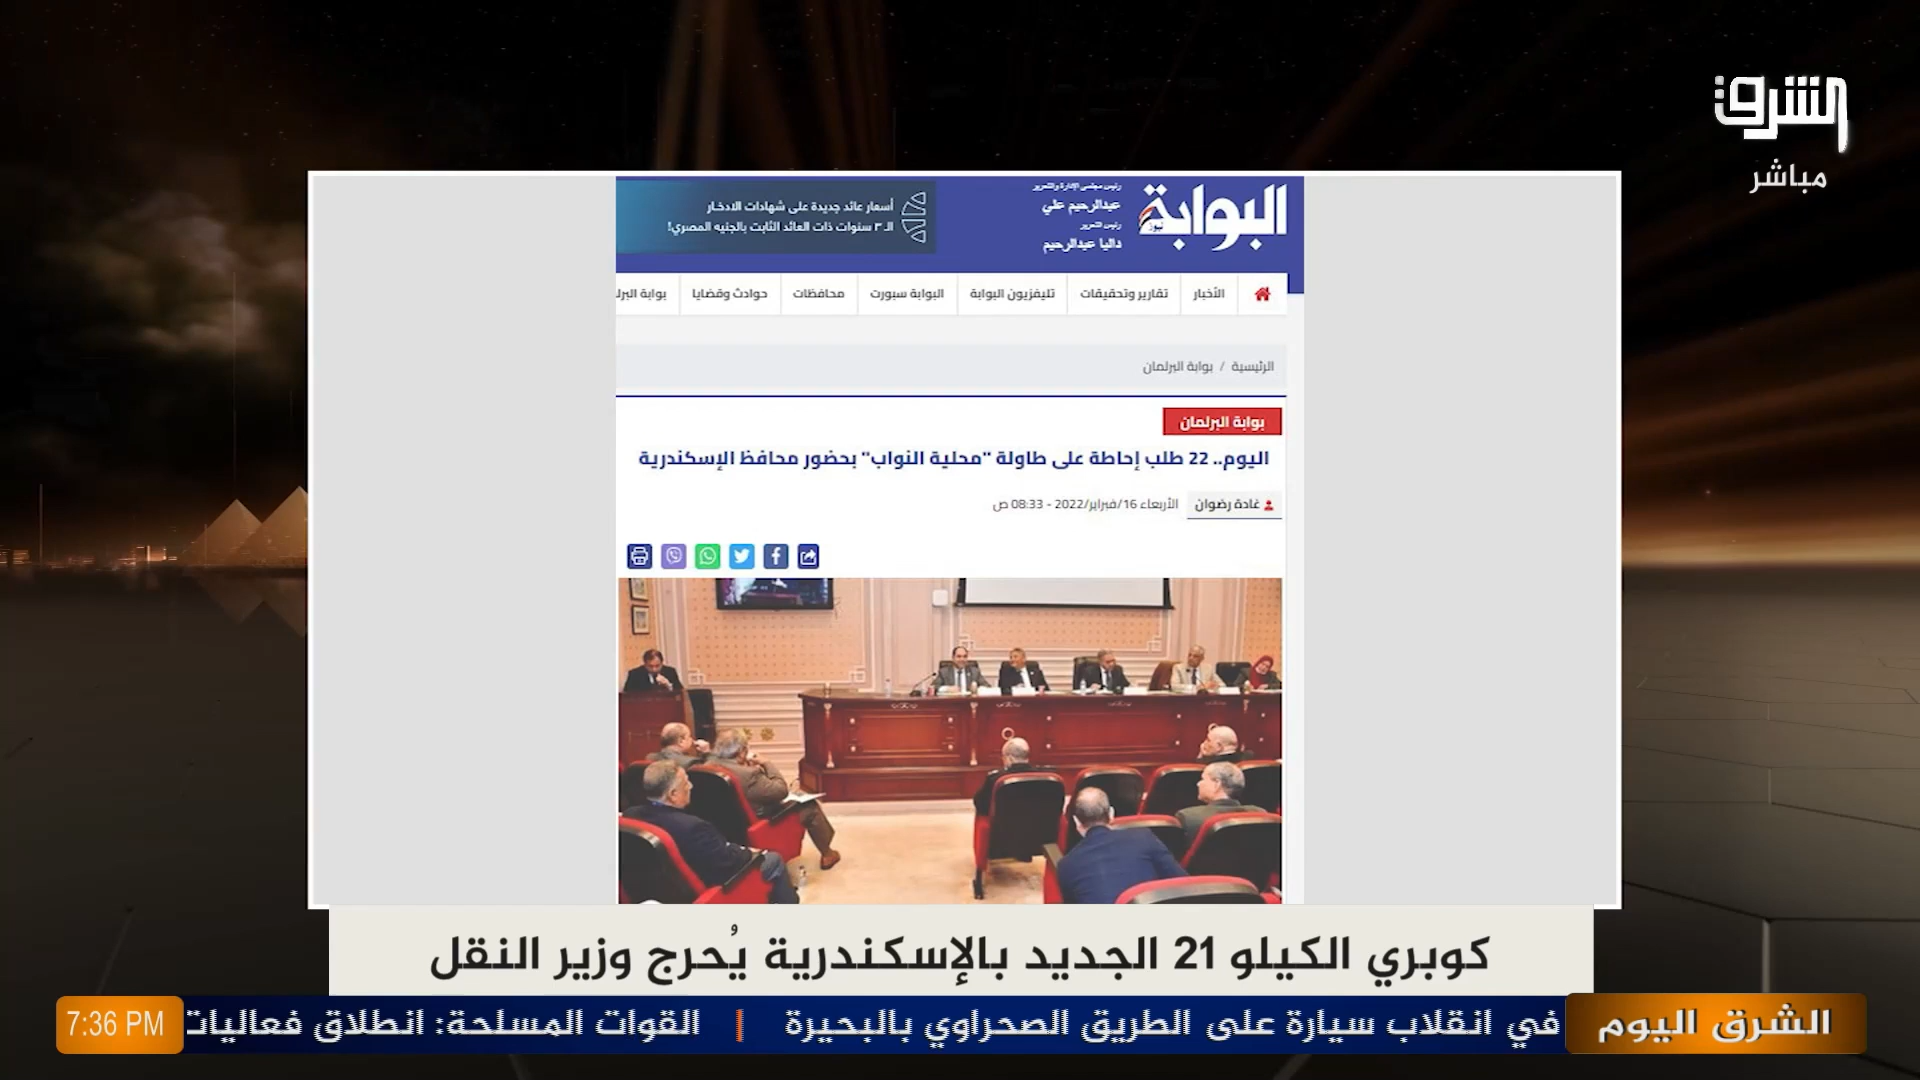 الشرق
مباشر
البوابة
نيوز
رئيس مجلسي الإدارة والتحرير
عبدالرحيم علي
رئيس التحرير
داليا عبدالرحيم
أسعار عائد جديدة على شهادات الادخـار
الـ ٣ سنوات ذات العائد الثابت بالجنيه المصري!
الأخبار
تقارير وتحقيقات
تليفزيون البوابة
البوابة سبورت
محافظات
حوادث وقضايا
بوابة البرل
الرئيسية / بوابة البرلمان
بوابة البرلمان
اليوم.. 22 طلب إحاطة على طاولة "محلية النواب" بحضور محافظ الإسكندرية
غادة رضوان
الأربعاء 16/فبراير/2022 - 08:33 ص
كوبري الكيلو 21 الجديد بالإسكندرية يُحرج وزير النقل
الشرق اليوم
في انقلاب سيارة على الطريق الصحراوي بالبحيرة | القوات المسلحة: انطلاق فعاليات
7:36 PM